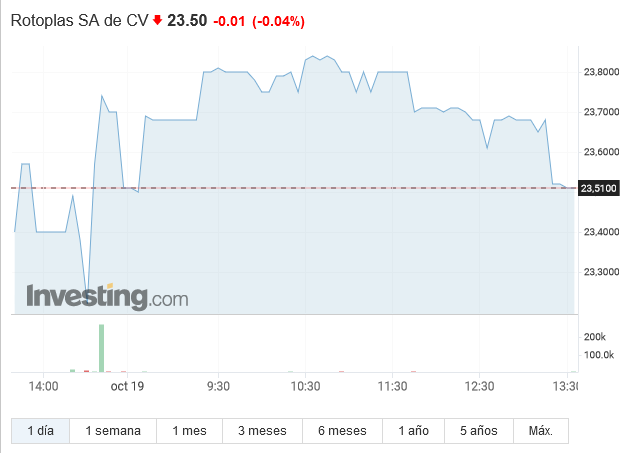 Rotoplas SA de CV 23.50 -0.01 (-0.04%)
23,8000
23,7000
23,6000
23,5100
23,4000
23,3000
Investing.com
200k
100.0k
14:00 oct 19 9:30 10:30 11:30 12:30 13:30
1 día 1 semana 1 mes 3 meses 6 meses 1 año 5 años Máx.